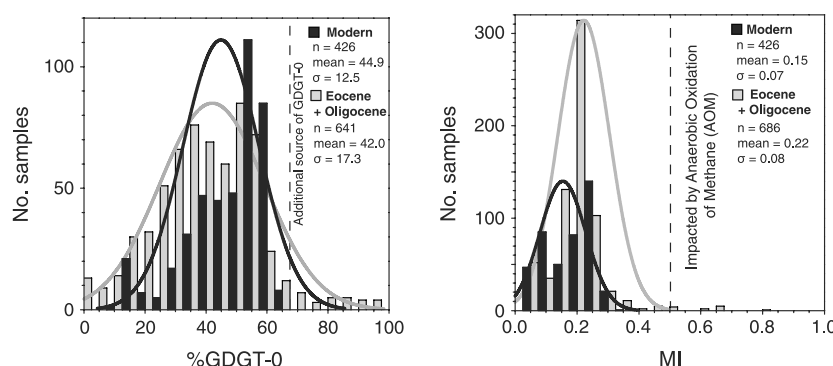 Modern
n = 426
mean = 44.9
σ = 12.5
Eocene
+ Oligocene
n = 641
mean = 42.0
σ = 17.3
Additional source of GDGT-0
No. samples
100
50
0
0
20
40
60
80
100
%GDGT-0
Modern
n = 426
mean = 0.15
σ = 0.07
Eocene
+ Oligocene
n = 686
mean = 0.22
σ = 0.08
Impacted by Anaerobic Oxidation
of Methane (AOM)
No. samples
300
200
100
0
0.0
0.2
0.4
0.6
0.8
1.0
MI